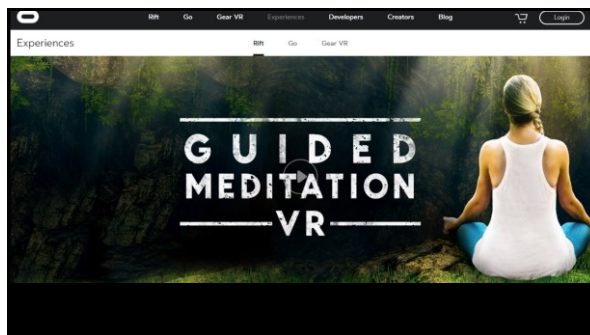 Rift Go Gear VR Experiences Developers Creators Blog Login
Experiences Rift Go Gear VR
GUIDED
MEDITATION
VR